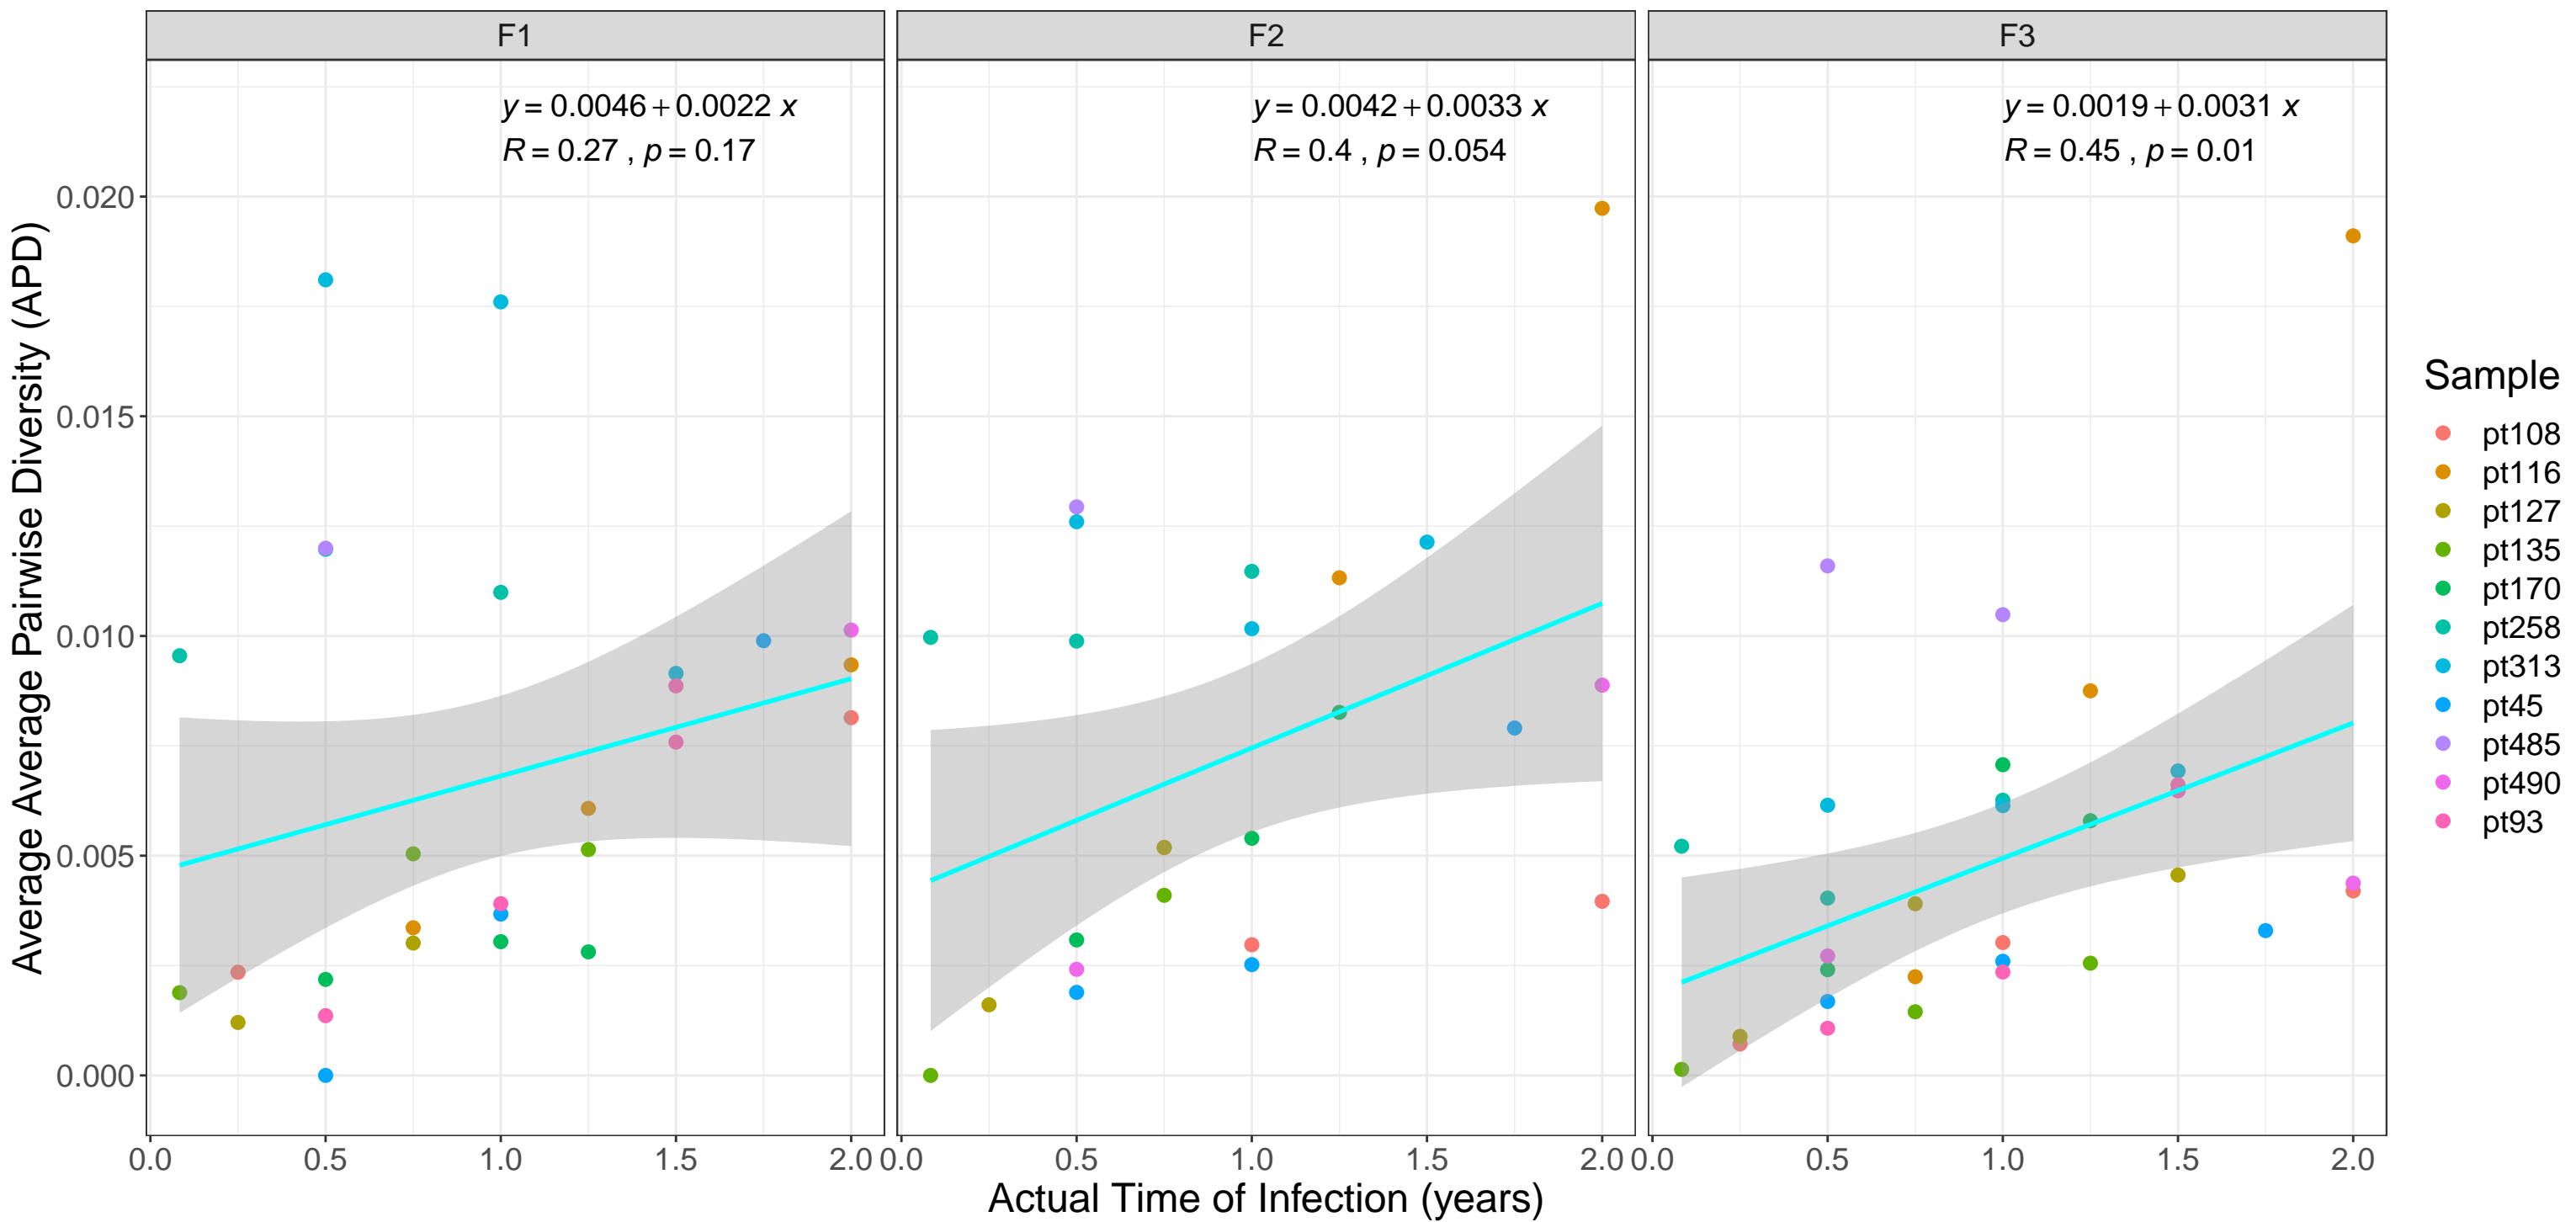 F1
F2
F3
y = 0.0046 + 0.0022 x
R = 0.27 , p = 0.17
y = 0.0042 + 0.0033 x
R = 0.4 , p = 0.054
y = 0.0019 + 0.0031 x
R = 0.45 , p = 0.01
Average Average Pairwise Diversity (APD)
0.020
0.015
0.010
0.005
0.000
0.0 0.5 1.0 1.5 2.0
0.0 0.5 1.0 1.5 2.0
0.0 0.5 1.0 1.5 2.0
Actual Time of Infection (years)
Sample
pt108
pt116
pt127
pt135
pt170
pt258
pt313
pt45
pt485
pt490
pt93